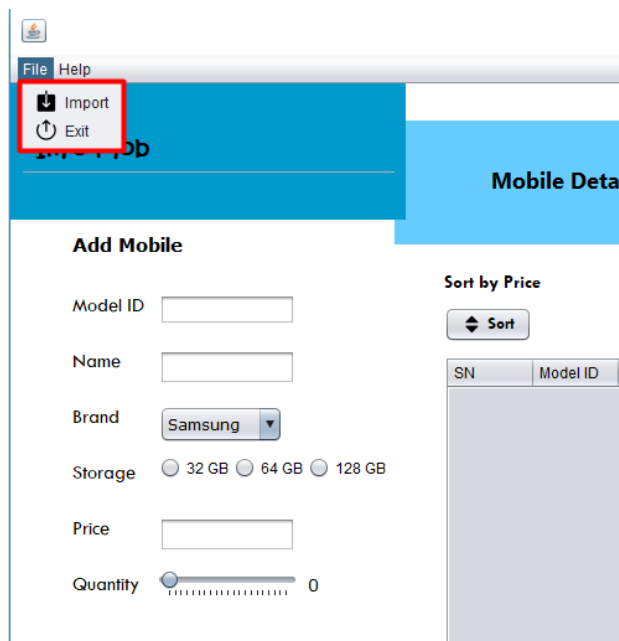 File Help
Import
Exit
Mobile Deta
Add Mobile
Sort by Price
Model ID
Sort
Name
SN Model ID
Brand Samsung
Storage 32 GB 64 GB 128 GB
Price
Quantity 0